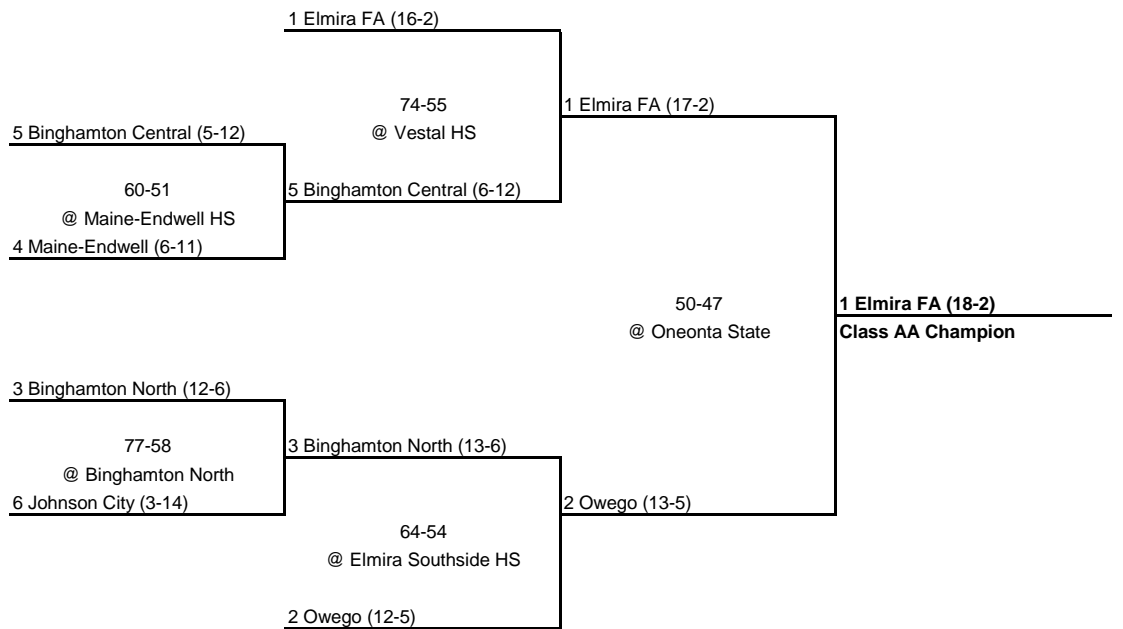 1 Elmira FA (16-2)
74-55
@ Vestal HS
1 Elmira FA (17-2)
5 Binghamton Central (5-12)
60-51
@ Maine-Endwell HS
5 Binghamton Central (6-12)
4 Maine-Endwell (6-11)
50-47
@ Oneonta State
1 Elmira FA (18-2)
Class AA Champion
3 Binghamton North (12-6)
77-58
@ Binghamton North
3 Binghamton North (13-6)
6 Johnson City (3-14)
2 Owego (13-5)
64-54
@ Elmira Southside HS
2 Owego (12-5)